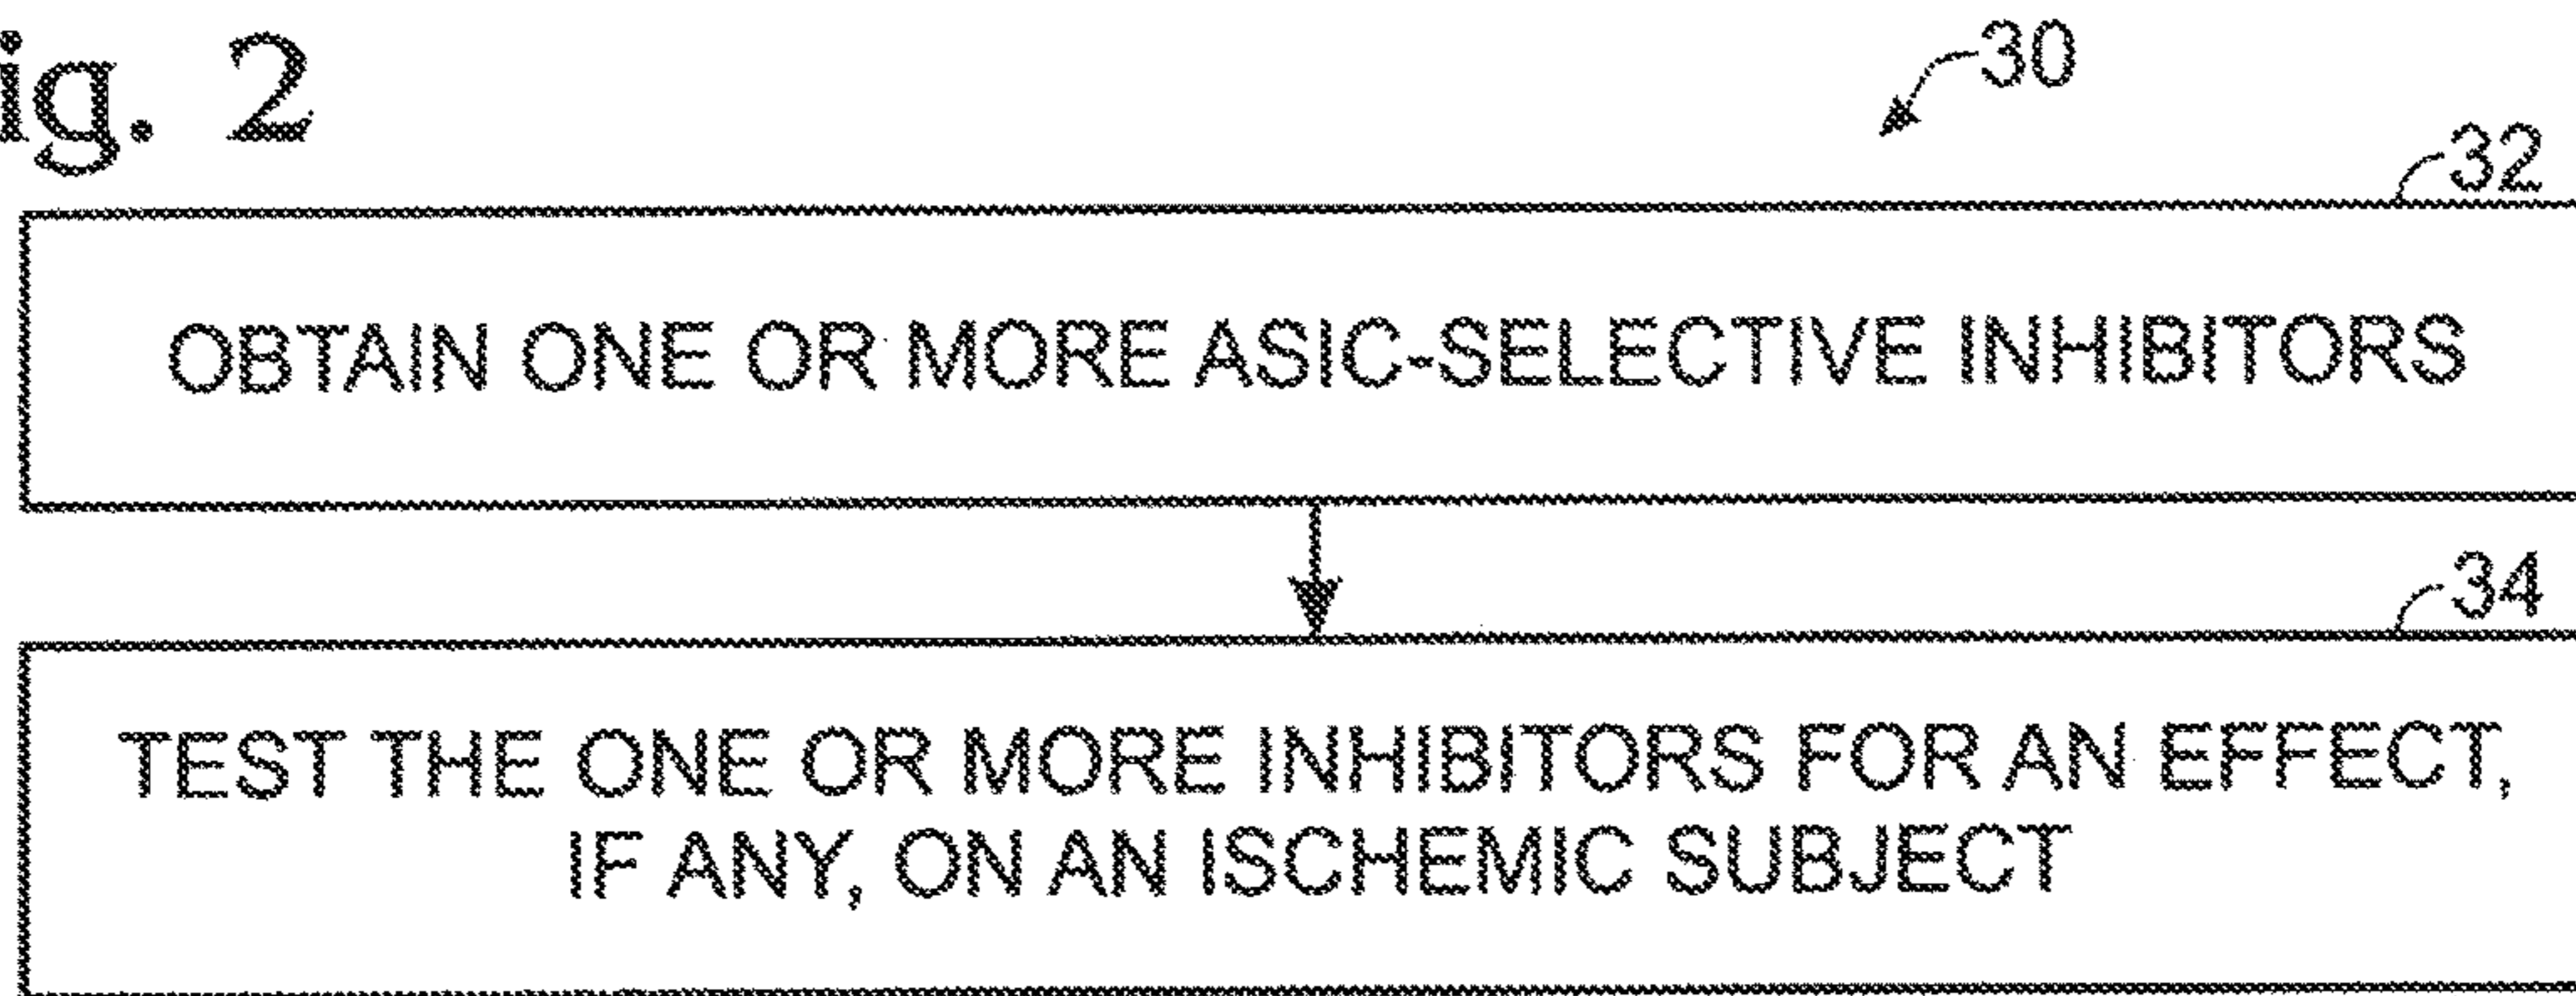 ig. 2
30
32
OBTAIN ONE OR MORE ASIC-SELECTIVE INHIBITORS
34
TEST THE ONE OR MORE INHIBITORS FOR AN EFFECT,
IF ANY, ON AN ISCHEMIC SUBJECT